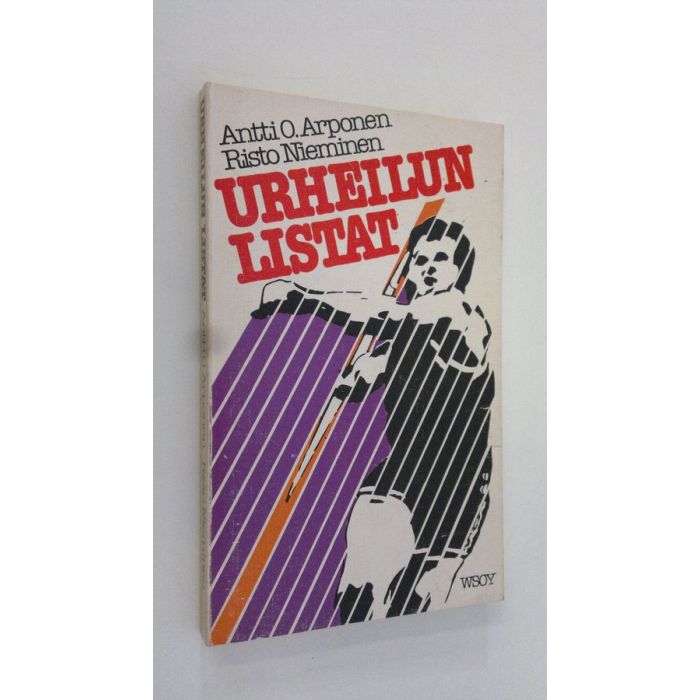 Antti O. Arponen
Risto Nieminen
URHEILUN
LISTAT
WSOY